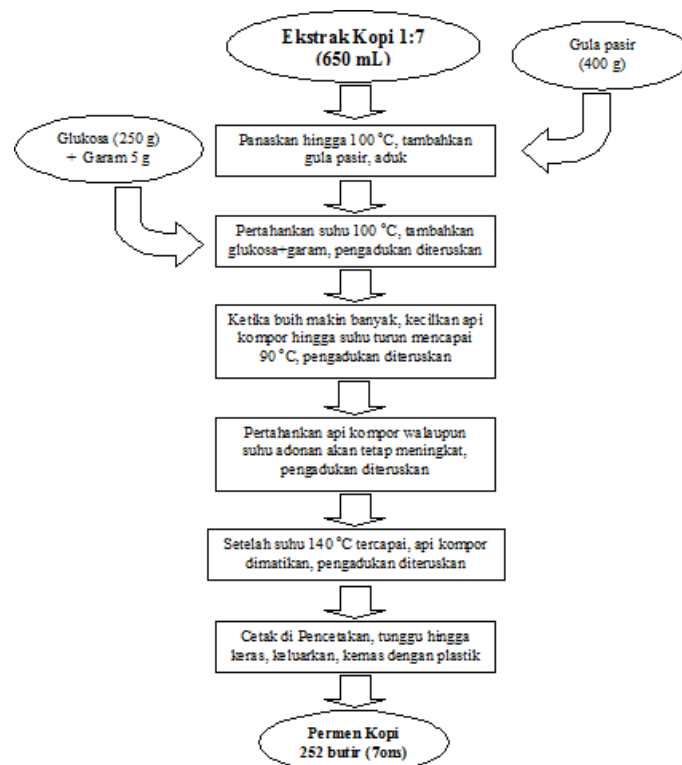 Ekstrak Kopi 1:7
(650 mL)
Gula pasir
(400 g)
Glukosa (250 g)
+ Garam 5 g
Panaskan hingga 100 °C, tambahkan
gula pasir, aduk
Pertahankan suhu 100 °C, tambahkan
glukosa+garam, pengadukan diteruskan
Ketika buih makin banyak, kecilkan api
kompor hingga suhu turun mencapai
90 °C, pengadukan diteruskan
Pertahankan api kompor walaupun
suhu adonan akan tetap meningkat,
pengadukan diteruskan
Setelah suhu 140 °C tercapai, api kompor
dimatikan, pengadukan diteruskan
Cetak di Pencetakan, tunggu hingga
keras, keluarkan, kemas dengan plastik
Permen Kopi
252 butir (7ons)